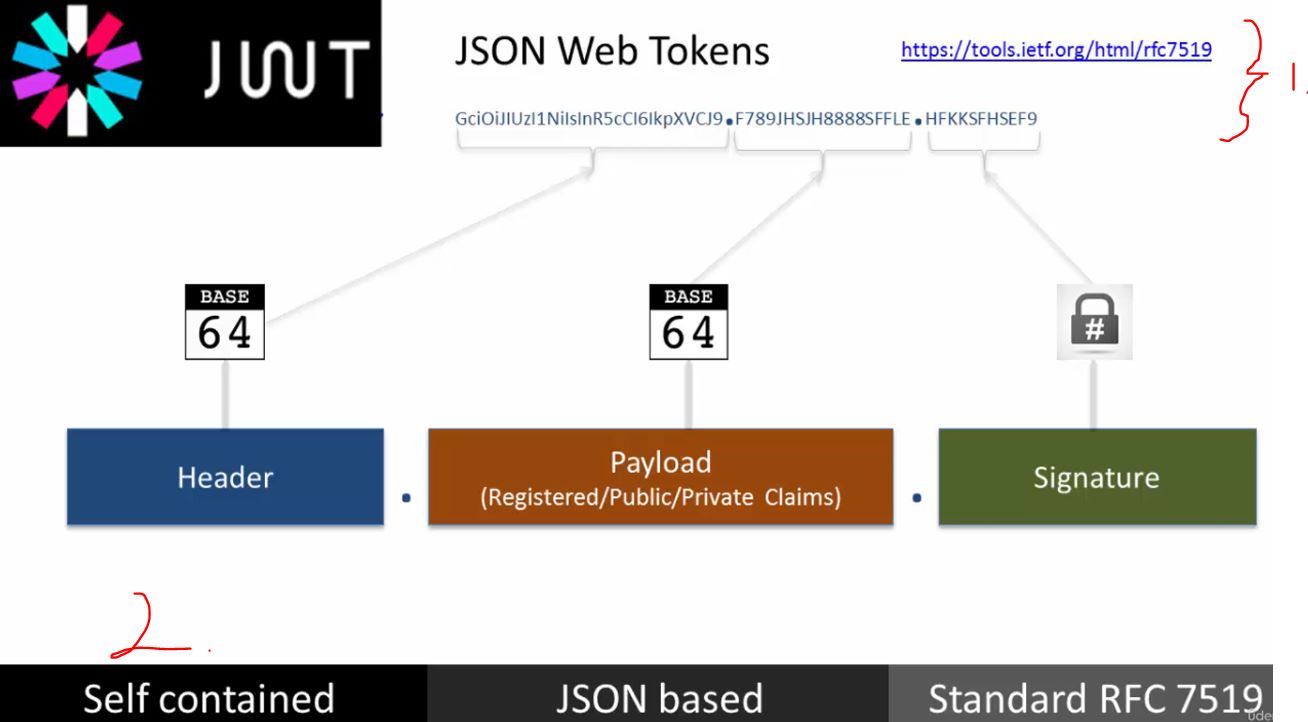 JWT
JSON Web Tokens
https://tools.ietf.org/html/rfc7519
1.
GciOiJIUzI1NiIsInR5cCI6IkpXVCJ9.F789JHSJH8888SFFLE.HFKKSFHSEF9
BASE
64
BASE
64
#
Header
.
Payload
(Registered/Public/Private Claims)
.
Signature
2.
Self contained
JSON based
Standard RFC 7519